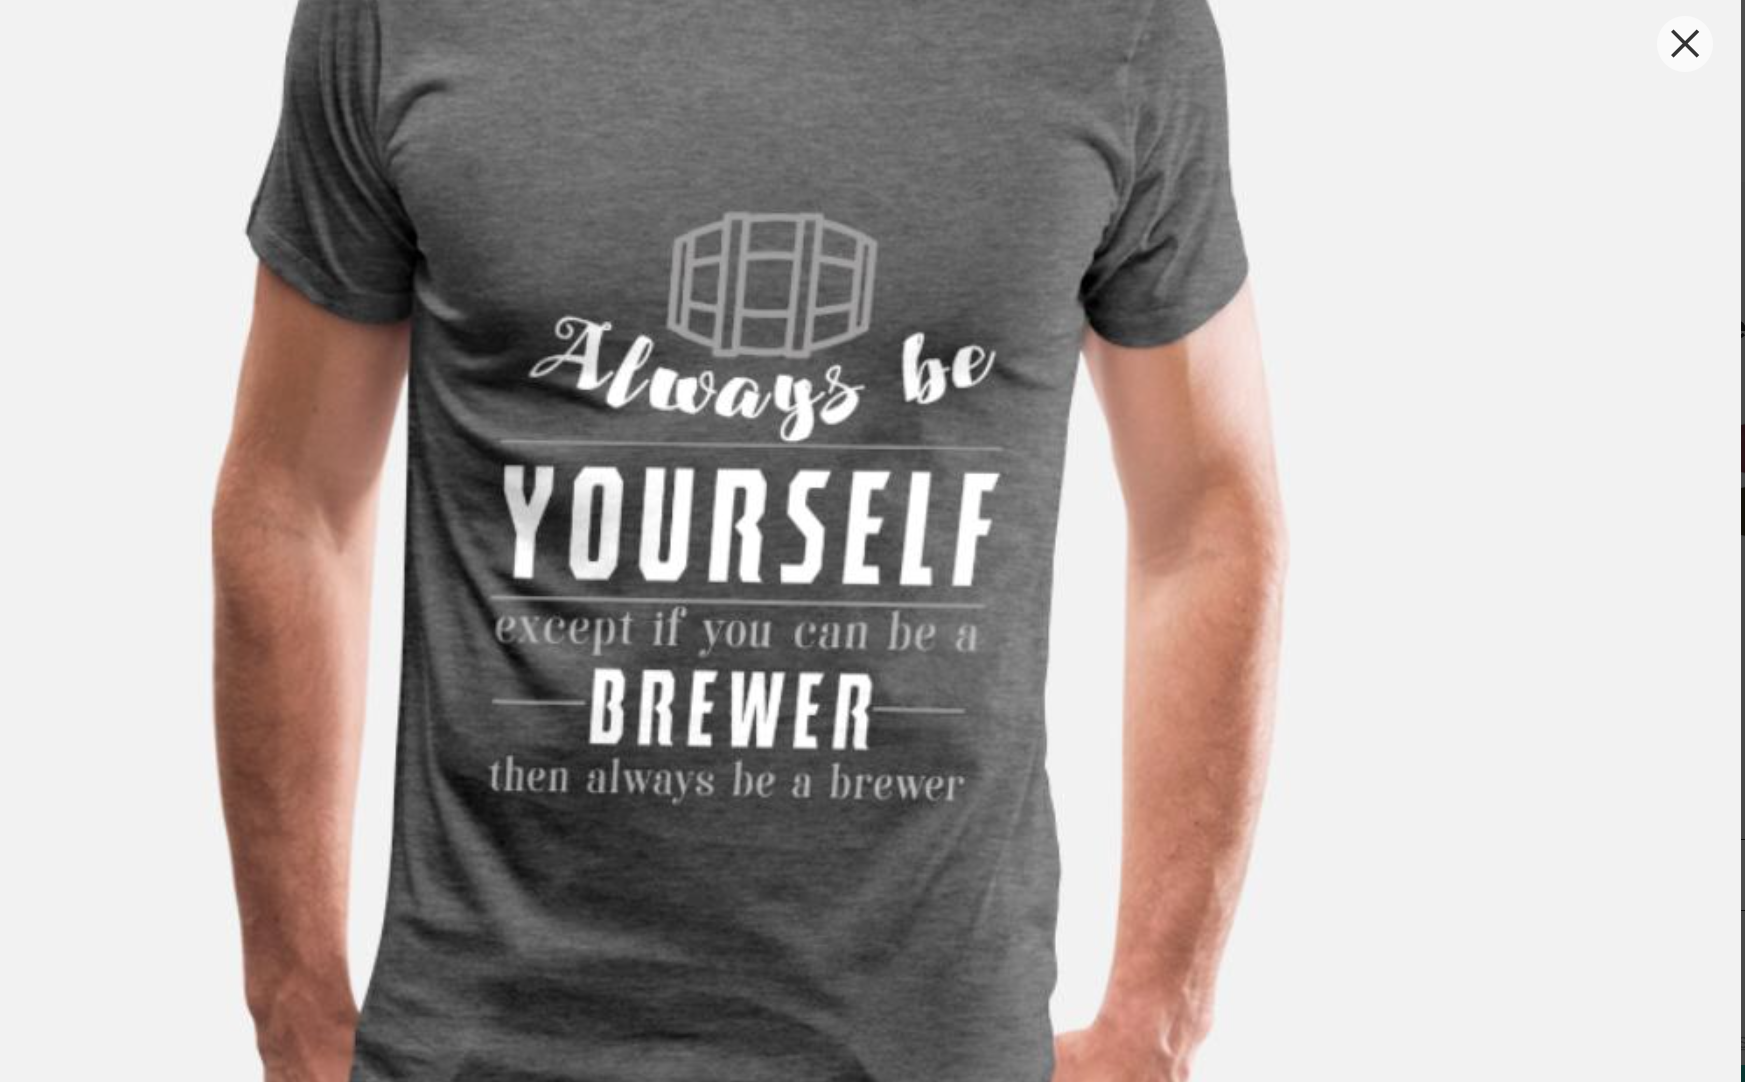 Always be
YOURSELF
except if you can be a
BREWER
then always be a brewer